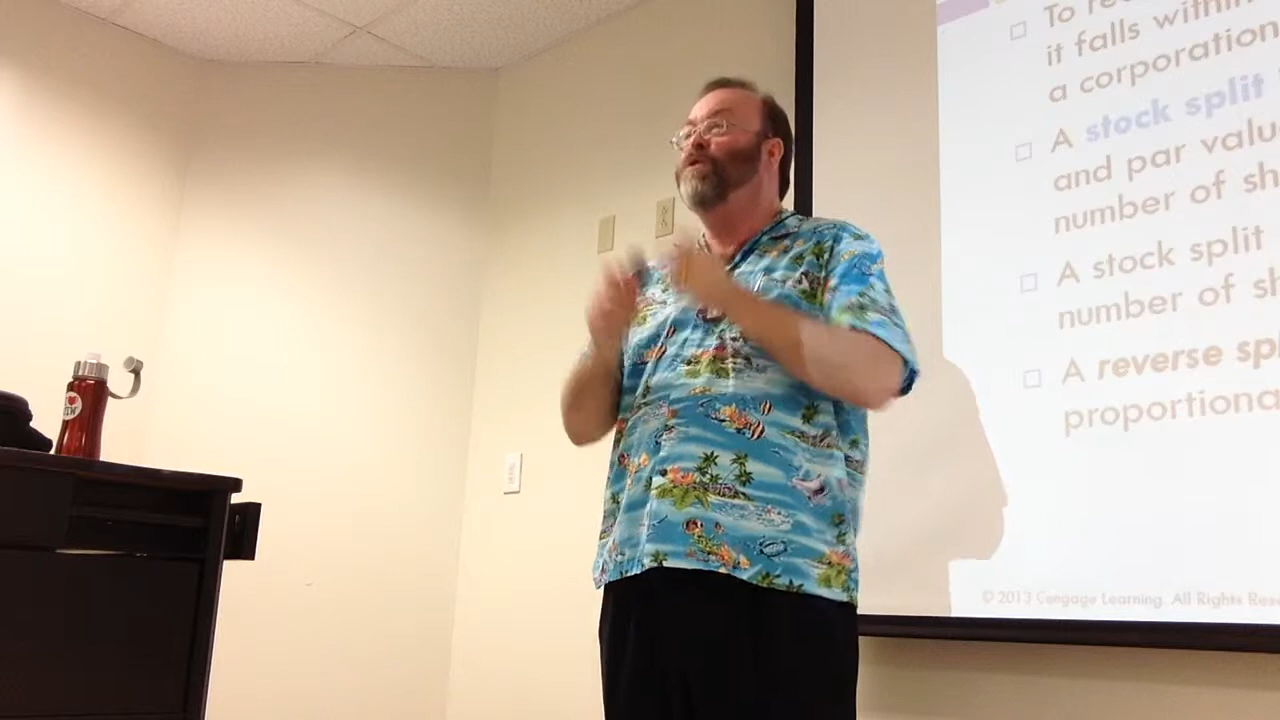 To re
it falls within
a corporation
A stock split
and par valu
number of sh
A stock split
number of sh
A reverse sp
proportiona
© 2013 Cengage Learning. All Rights Rese